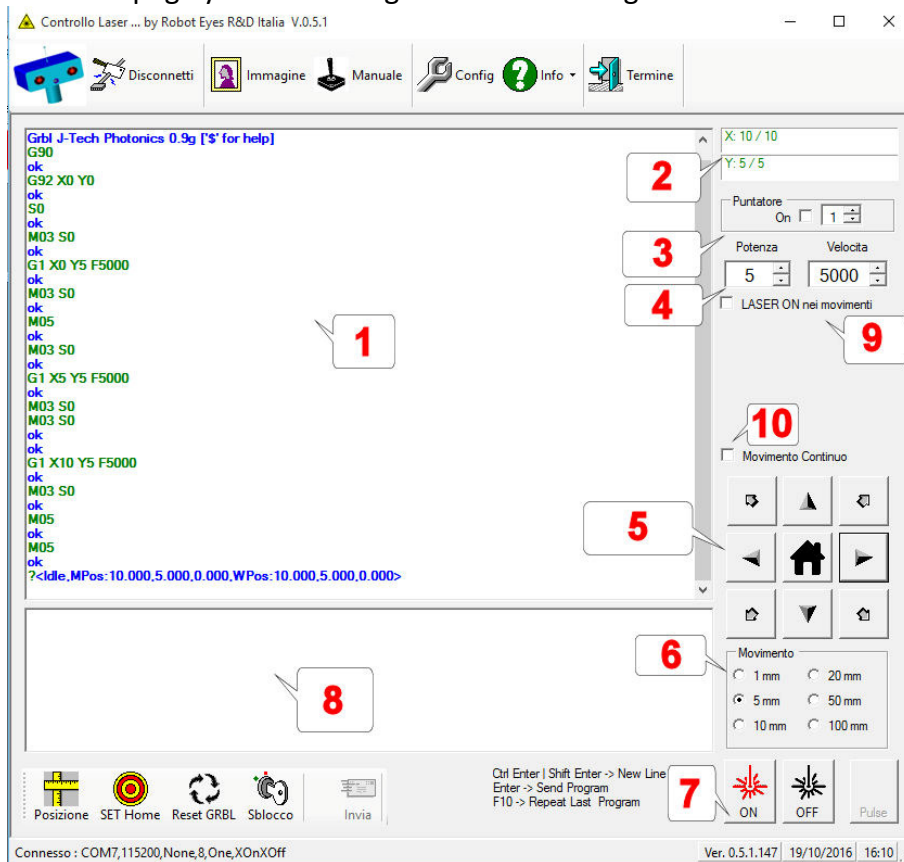 Controllo Laser ... by Robot Eyes R&D Italia V.0.5.1
Disconnetti
Immagine
Manuale
Config
Info
Termine
Grbl J-Tech Photonics 0.9g ['$' for help]
G90
ok
G92 X0 Y0
ok
S0
ok
M03 S0
ok
G1 X0 Y5 F5000
ok
M03 S0
ok
M05
ok
M03 S0
ok
G1 X5 Y5 F5000
ok
M03 S0
M03 S0
ok
ok
G1 X10 Y5 F5000
ok
M03 S0
ok
M05
ok
M05
ok
?<Idle,MPos:10.000,5.000,0.000,WPos:10.000,5.000,0.000>
1
X: 10 / 10
Y: 5 / 5
2
Puntatore
On
1
3
Potenza
Velocita
5
5000
4
LASER ON nei movimenti
9
10
Movimento Continuo
5
6
Movimento
1 mm
20 mm
5 mm
50 mm
10 mm
100 mm
8
Posizione
SET Home
Reset GRBL
Sblocco
Invia
Ctrl Enter | Shift Enter -> New Line
Enter -> Send Program
F10 -> Repeat Last Program
7
ON
OFF
Pulse
Connesso : COM7,115200,None,8,One,XOnXOff
Ver. 0.5.1.147
19/10/2016
16:10